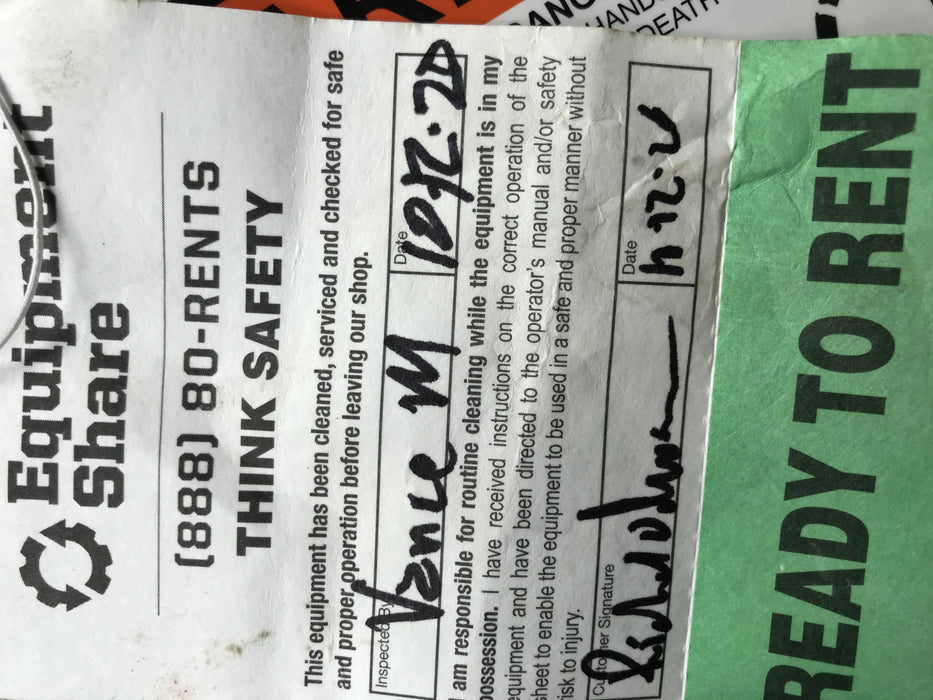 Equipment
Share
(888) 80-RENTS
THINK SAFETY
This equipment has been cleaned, serviced and checked for safe
and proper operation before leaving our shop.
Inspected By
Date
Vance M
am responsible for routine cleaning while the equipment is in my
possession. I have received instructions on the correct operation of the
equipment and have been directed to the operator's manual and/or safety
sheet to enable the equipment to be used in a safe and proper manner without
risk to injury.
Customer Signature
Date
READY TO RENT
HAND
DEATH